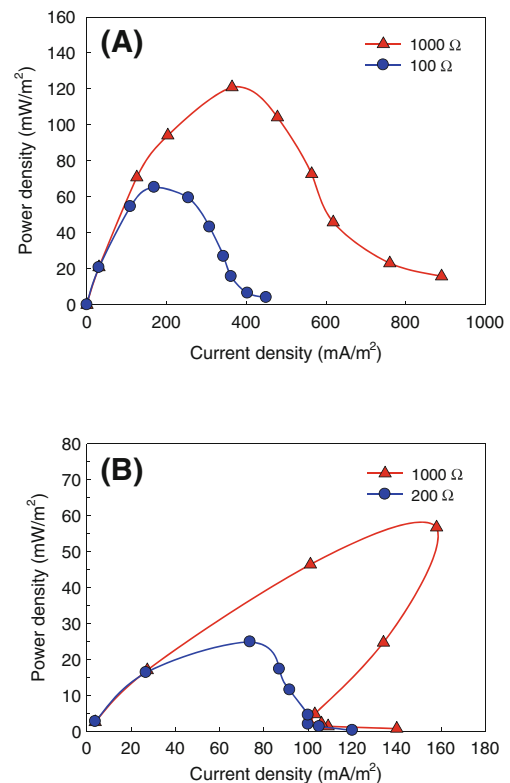 (A)
1000 Ω
100 Ω
Power density (mW/m²)
160
140
120
100
80
60
40
20
0
0 200 400 600 800 1000
Current density (mA/m²)
(B)
1000 Ω
200 Ω
Power density (mW/m²)
80
70
60
50
40
30
20
10
0
0 20 40 60 80 100 120 140 160 180
Current density (mA/m²)